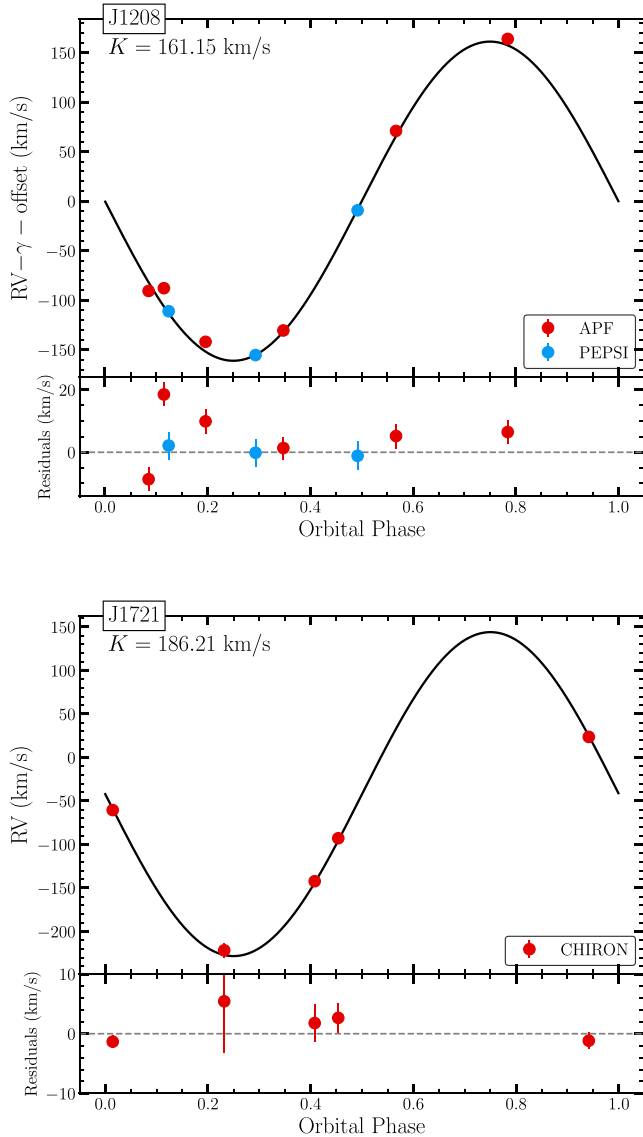 J1208
K = 161.15 km/s
150
100
50
0
−50
−100
−150
RV−γ − offset (km/s)
APF
PEPSI
20
0
Residuals (km/s)
0.0 0.2 0.4 0.6 0.8 1.0
Orbital Phase
J1721
K = 186.21 km/s
150
100
50
0
−50
−100
−150
−200
RV (km/s)
CHIRON
10
0
−10
Residuals (km/s)
0.0 0.2 0.4 0.6 0.8 1.0
Orbital Phase